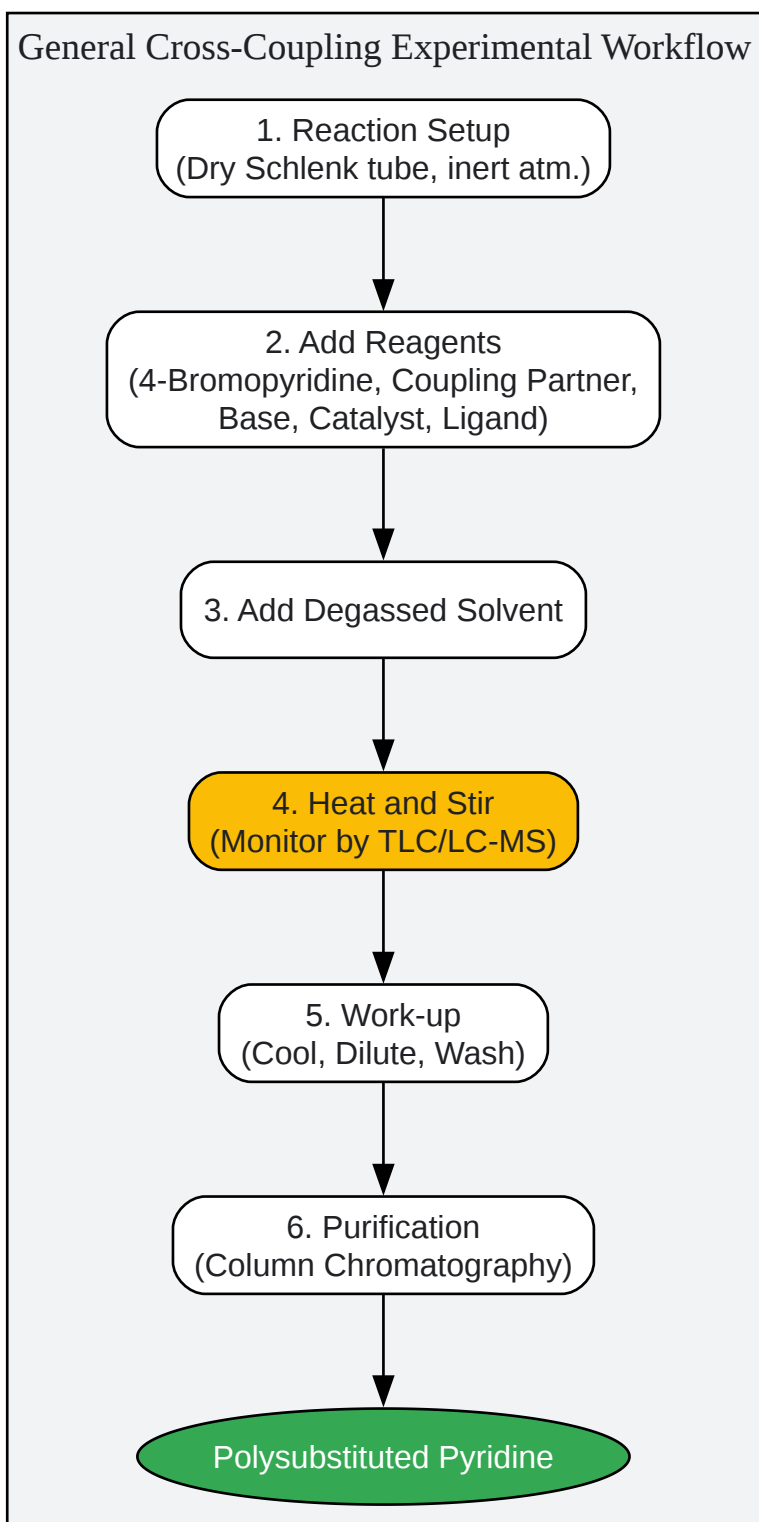 General Cross-Coupling Experimental Workflow
1. Reaction Setup
(Dry Schlenk tube, inert atm.)
2. Add Reagents
(4-Bromopyridine, Coupling Partner,
Base, Catalyst, Ligand)
3. Add Degassed Solvent
4. Heat and Stir
(Monitor by TLC/LC-MS)
5. Work-up
(Cool, Dilute, Wash)
6. Purification
(Column Chromatography)
Polysubstituted Pyridine